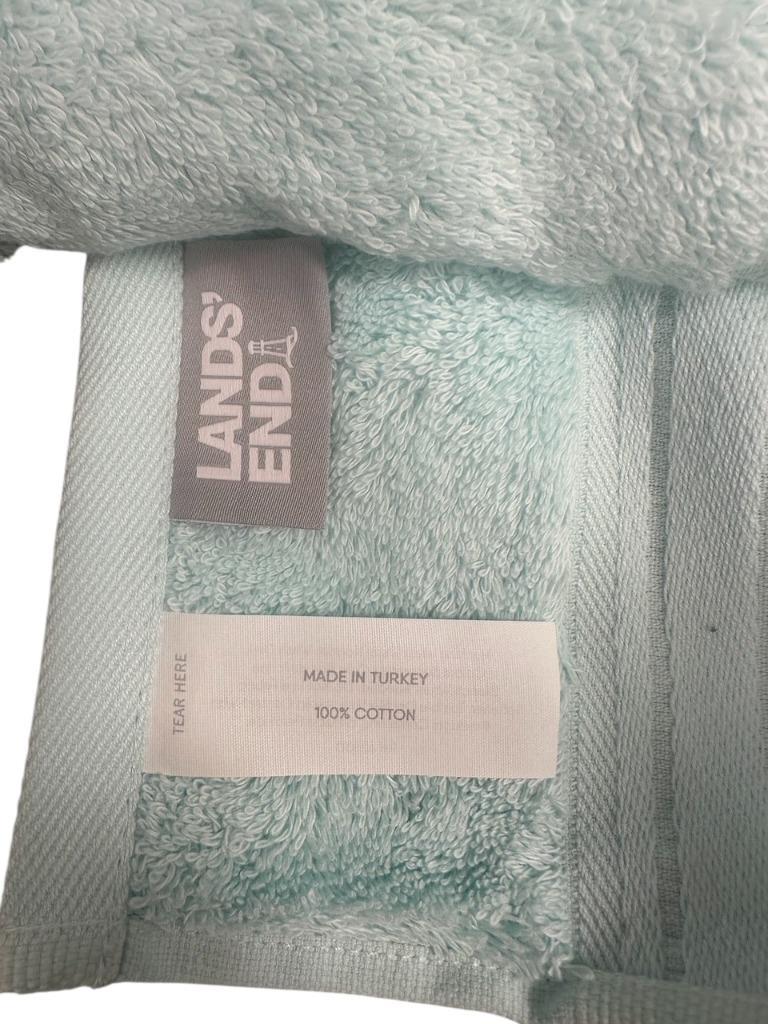 LANDS'
END
TEAR HERE
MADE IN TURKEY
100% COTTON